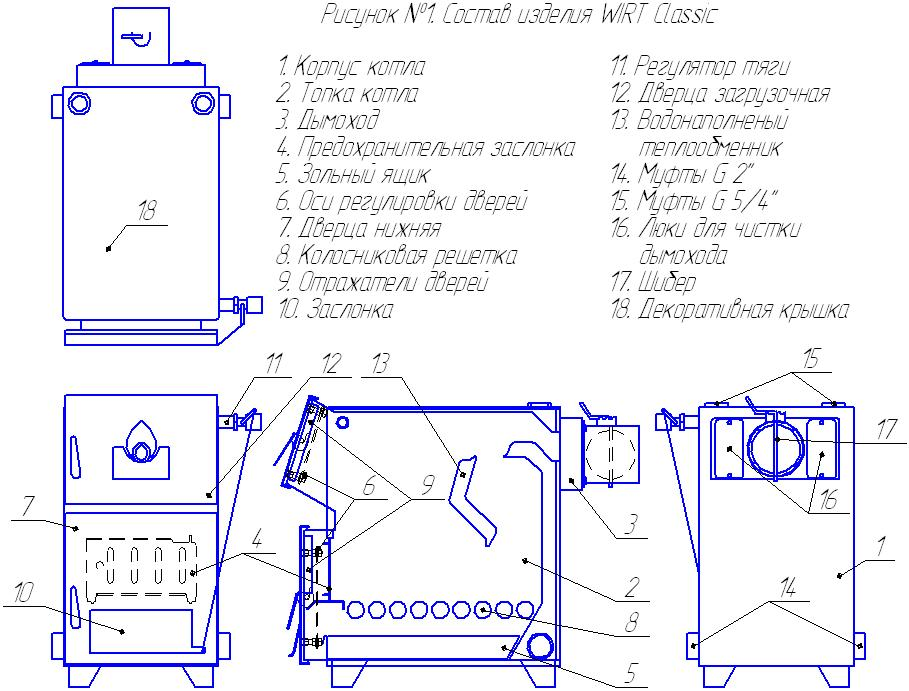 Рисунок №1. Состав изделия WIRT Classic
1. Корпус котла
2. Топка котла
3. Дымоход
4. Предохранительная заслонка
5. Зольный ящик
6. Оси регулировки дверей
7. Дверца нижняя
8. Колосниковая решетка
9. Отражатели дверей
10. Заслонка
11. Регулятор тяги
12. Дверца загрузочная
13. Водонаполненый
теплообменник
14. Муфты G 2"
15. Муфты G 5/4"
16. Люки для чистки
дымохода
17. Шибер
18. Декоративная крышка
18
11
12
13
15
17
7
6
9
16
4
3
1
10
2
14
8
5